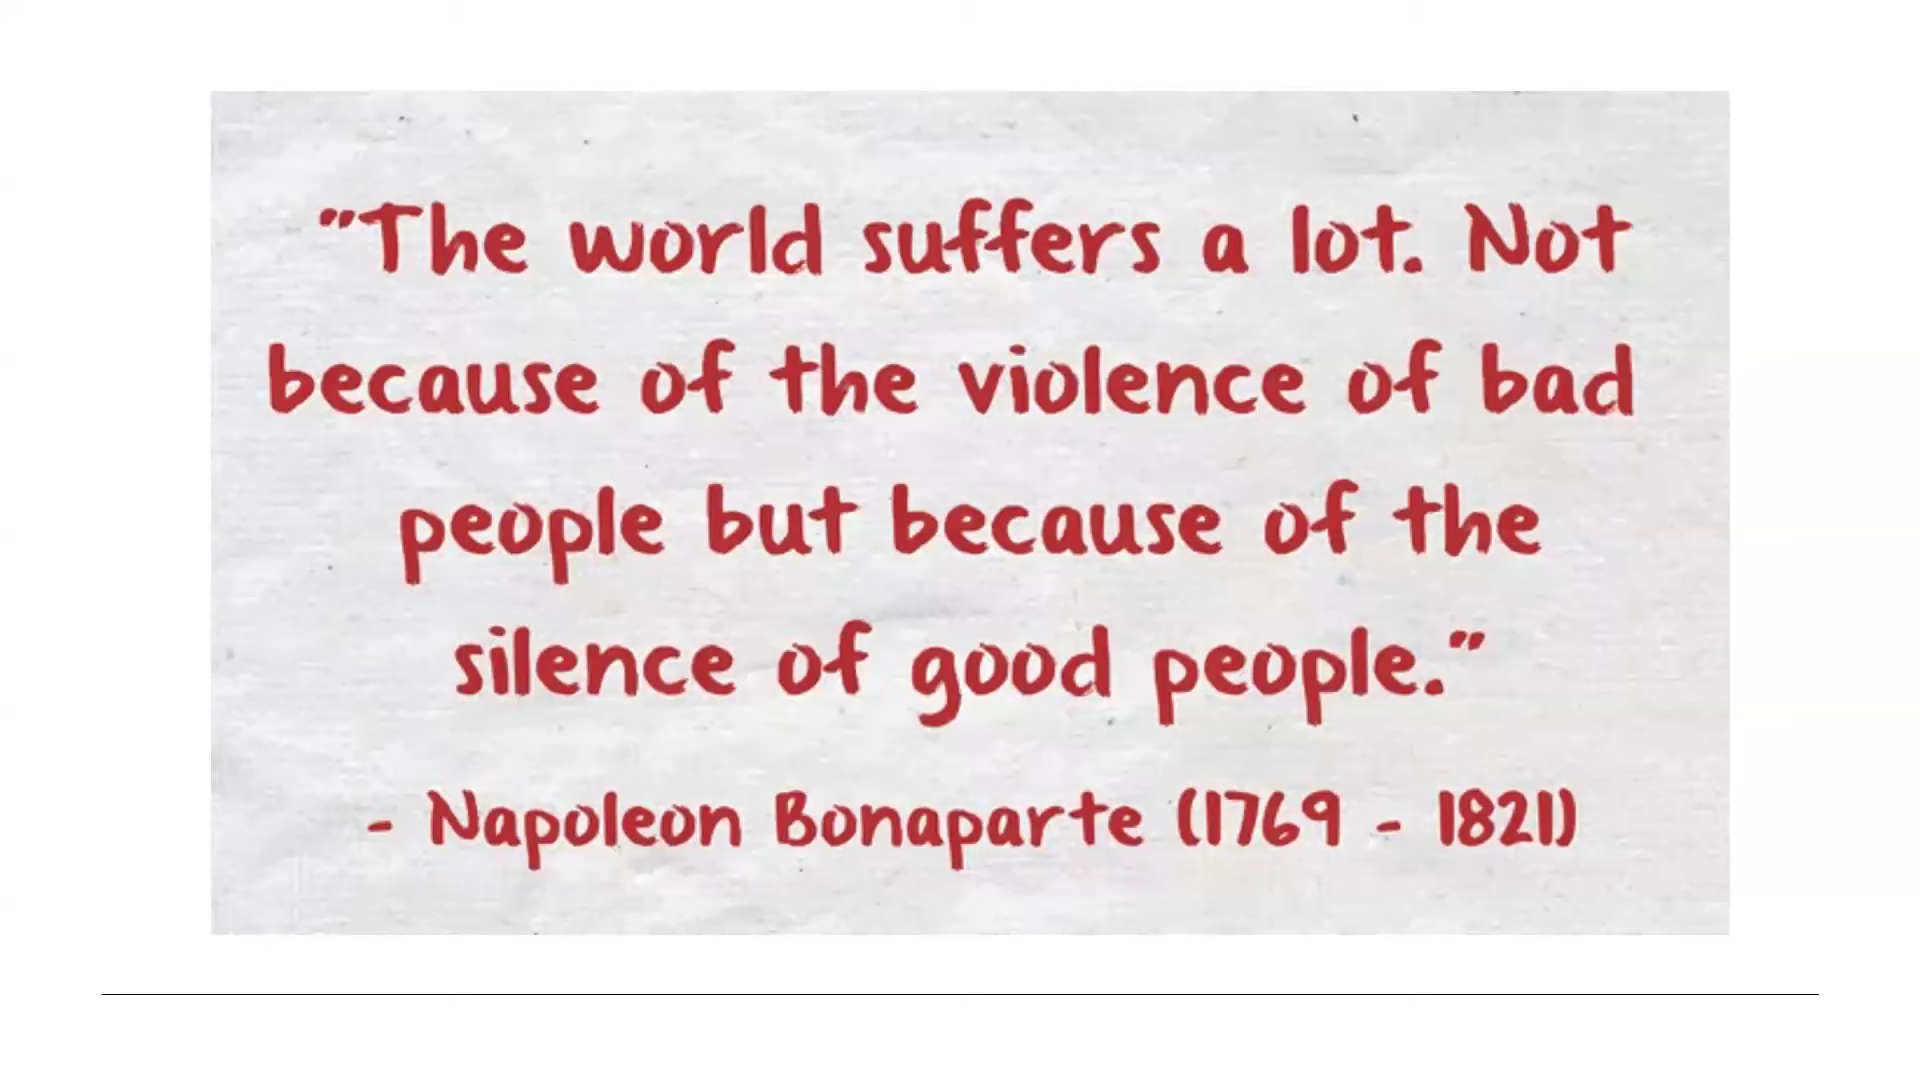 "The world suffers a lot. Not
because of the violence of bad
people but because of the
silence of good people."
- Napoleon Bonaparte (1769 - 1821)